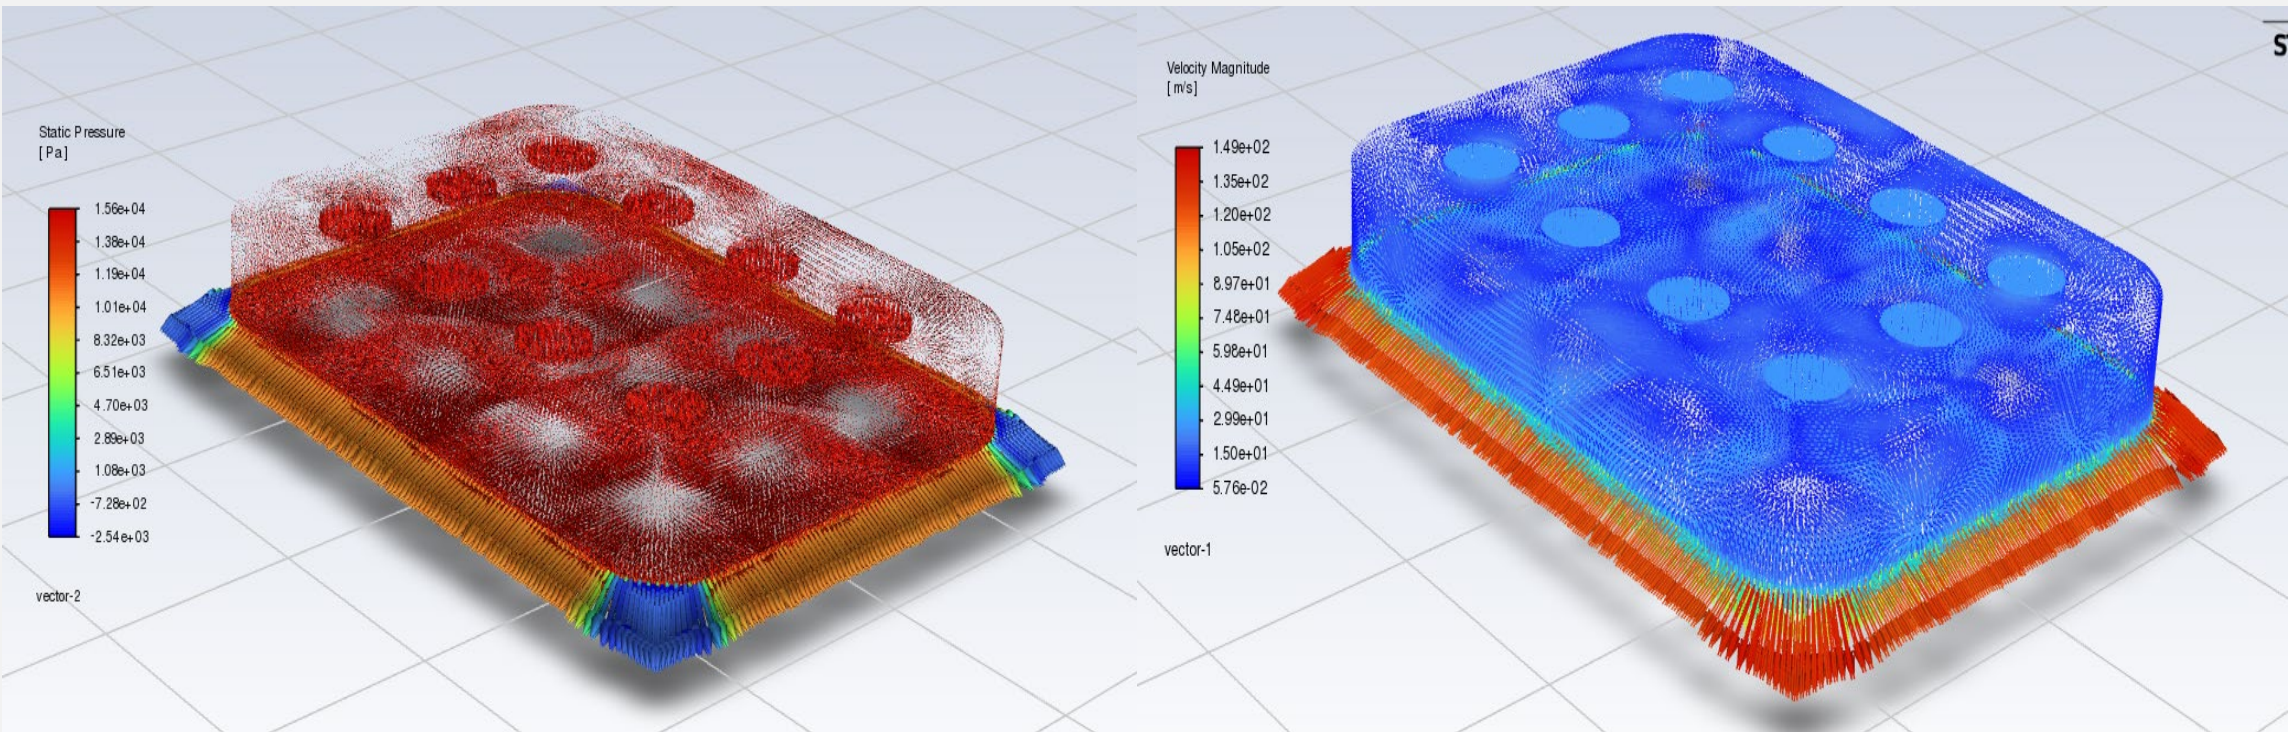 Static Pressure
[ Pa ]
1.56e+04
1.38e+04
1.19e+04
1.01e+04
8.32e+03
6.51e+03
4.70e+03
2.89e+03
1.08e+03
-7.28e+02
-2.54e+03
vector-2
Velocity Magnitude
[ m/s ]
1.49e+02
1.35e+02
1.20e+02
1.05e+02
8.97e+01
7.48e+01
5.98e+01
4.49e+01
2.99e+01
1.50e+01
5.76e-02
vector-1